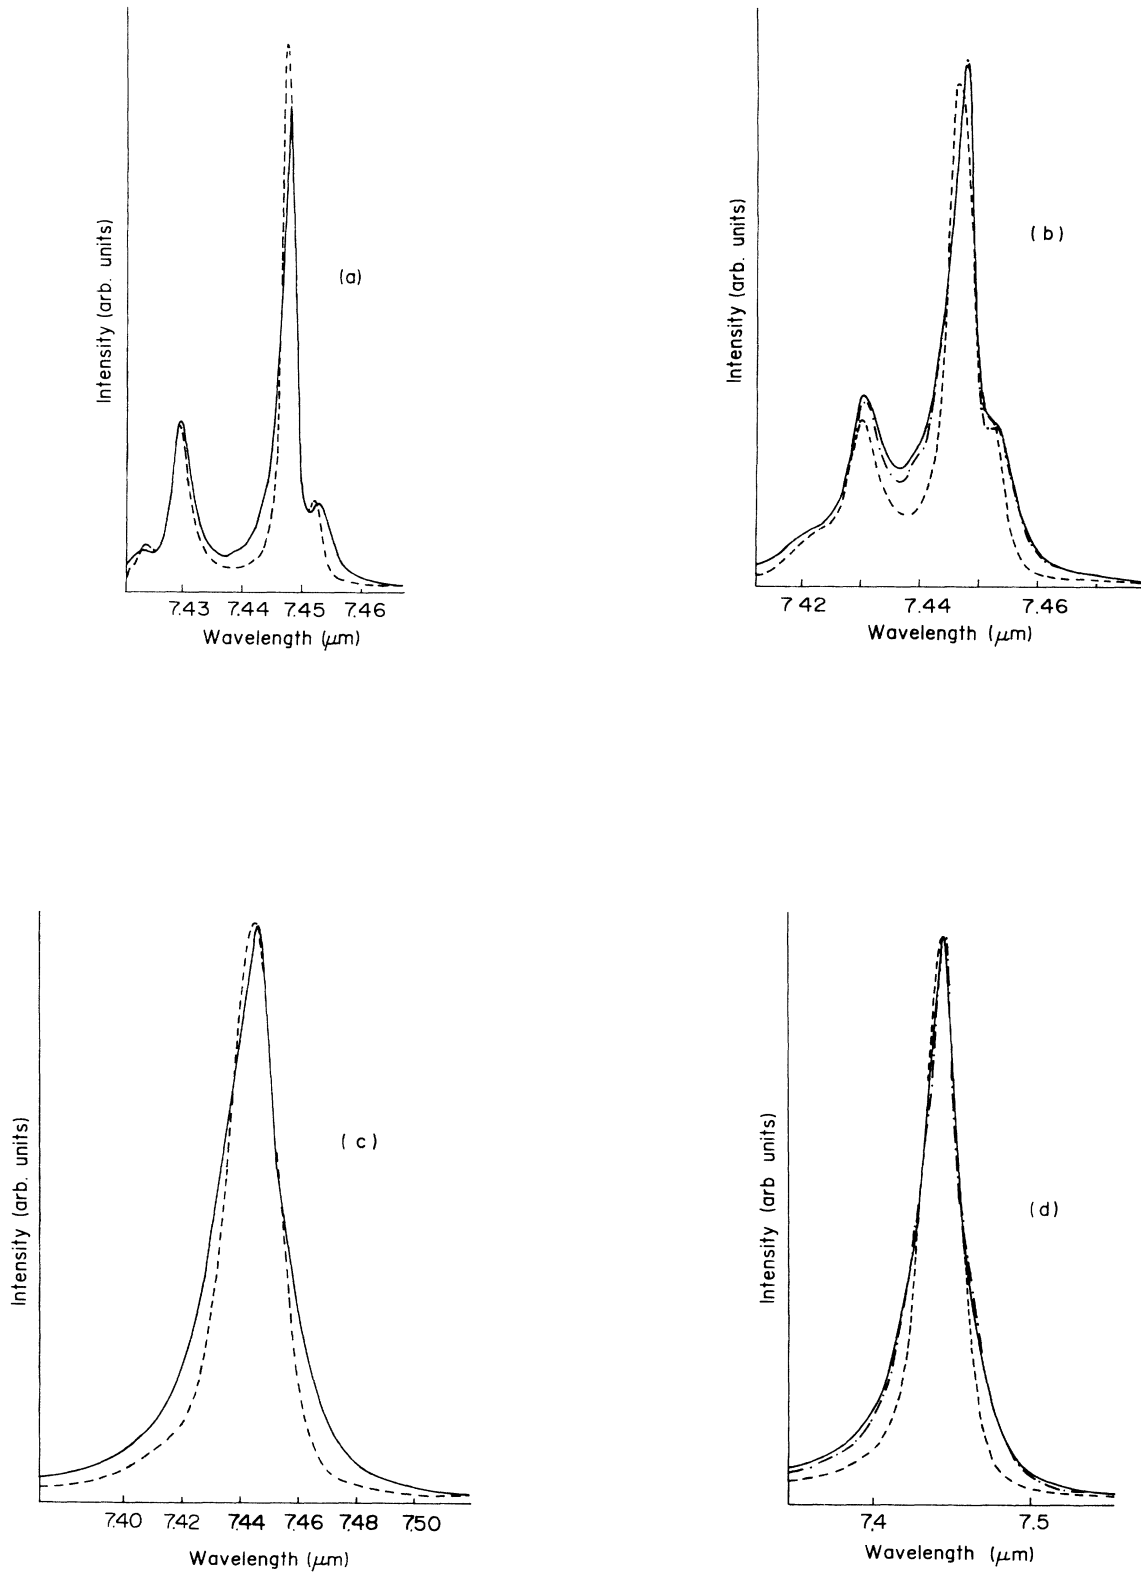 (a)
Intensity (arb. units)
7.43 7.44 7.45 7.46
Wavelength (μm)
(b)
Intensity (arb. units)
7 42 7.44 7.46
Wavelength (μm)
(c)
Intensity (arb. units)
7.40 7.42 7.44 7.46 7.48 7.50
Wavelength (μm)
(d)
Intensity (arb units)
7.4 7.5
Wavelength (μm)